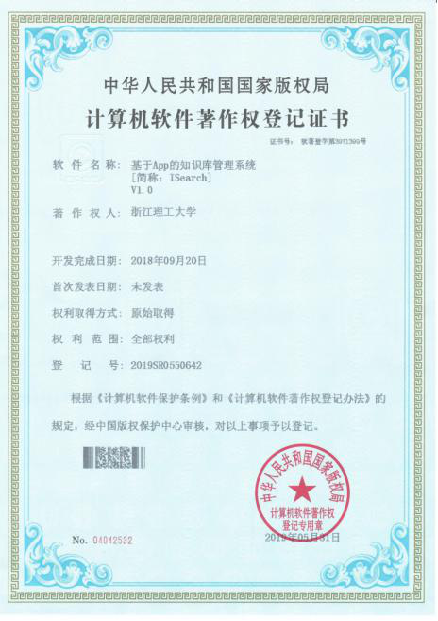 中华人民共和国国家版权局
计算机软件著作权登记证书
证书号：
软件名称： 基于App的知识库管理系统
[简称：ISearch]
V1.0
著作权人： 浙江理工大学
开发完成日期： 2018年09月20日
首次发表日期： 未发表
权利取得方式： 原始取得
权利范围： 全部权利
登记号： 2019SR0550642
根据《计算机软件保护条例》和《计算机软件著作权登记办法》的
规定，经中国版权保护中心审核，对以上事项予以登记。
中华人民共和国国家版权局
计算机软件著作权
登记专用章
No.
2019年05月31日